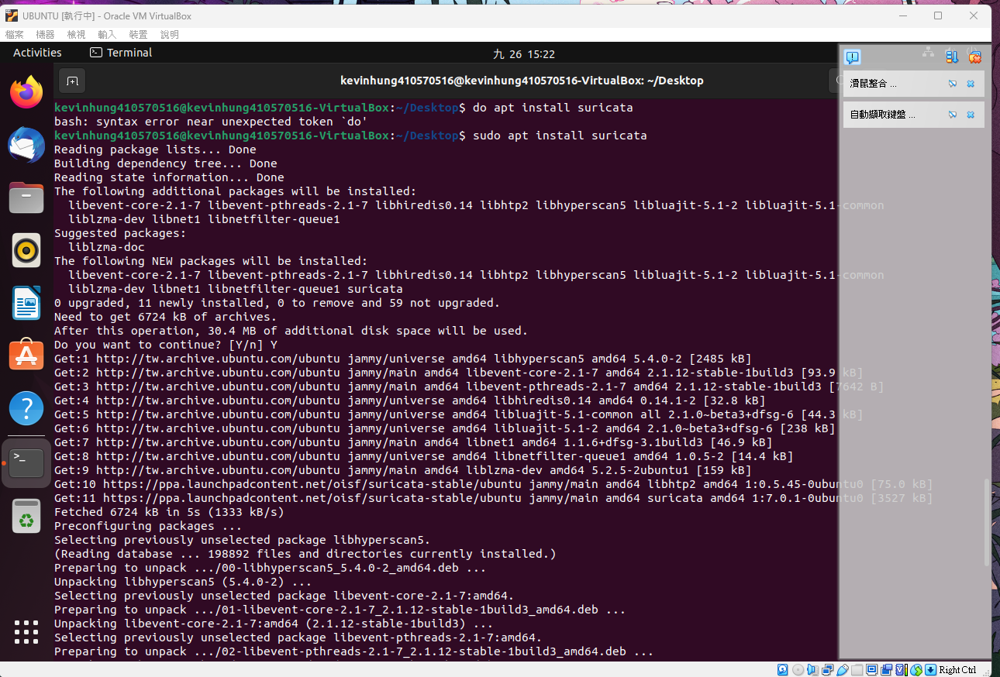 UBUNTU [執行中] - Oracle VM VirtualBox
檔案 機器 檢視 輸入 裝置 說明
Activities Terminal 九 26 15:22
kevinhung410570516@kevinhung410570516-VirtualBox: ~/Desktop
滑鼠整合 ...
自動擷取鍵盤 ...
kevinhung410570516@kevinhung410570516-VirtualBox:~/Desktop$ do apt install suricata
bash: syntax error near unexpected token `do'
kevinhung410570516@kevinhung410570516-VirtualBox:~/Desktop$ sudo apt install suricata
Reading package lists... Done
Building dependency tree... Done
Reading state information... Done
The following additional packages will be installed:
  libevent-core-2.1-7 libevent-pthreads-2.1-7 libhiredis0.14 libhtp2 libhyperscan5 libluajit-5.1-2 libluajit-5.1-common
  liblzma-dev libnet1 libnetfilter-queue1
Suggested packages:
  liblzma-doc
The following NEW packages will be installed:
  libevent-core-2.1-7 libevent-pthreads-2.1-7 libhiredis0.14 libhtp2 libhyperscan5 libluajit-5.1-2 libluajit-5.1-common
  liblzma-dev libnet1 libnetfilter-queue1 suricata
0 upgraded, 11 newly installed, 0 to remove and 59 not upgraded.
Need to get 6724 kB of archives.
After this operation, 30.4 MB of additional disk space will be used.
Do you want to continue? [Y/n] Y
Get:1 http://tw.archive.ubuntu.com/ubuntu jammy/universe amd64 libhyperscan5 amd64 5.4.0-2 [2485 kB]
Get:2 http://tw.archive.ubuntu.com/ubuntu jammy/main amd64 libevent-core-2.1-7 amd64 2.1.12-stable-1build3 [93.9 kB]
Get:3 http://tw.archive.ubuntu.com/ubuntu jammy/main amd64 libevent-pthreads-2.1-7 amd64 2.1.12-stable-1build3 [7642 B]
Get:4 http://tw.archive.ubuntu.com/ubuntu jammy/universe amd64 libhiredis0.14 amd64 0.14.1-2 [32.8 kB]
Get:5 http://tw.archive.ubuntu.com/ubuntu jammy/universe amd64 libluajit-5.1-common all 2.1.0~beta3+dfsg-6 [44.3 kB]
Get:6 http://tw.archive.ubuntu.com/ubuntu jammy/universe amd64 libluajit-5.1-2 amd64 2.1.0~beta3+dfsg-6 [238 kB]
Get:7 http://tw.archive.ubuntu.com/ubuntu jammy/main amd64 libnet1 amd64 1.1.6+dfsg-3.1build3 [46.9 kB]
Get:8 http://tw.archive.ubuntu.com/ubuntu jammy/universe amd64 libnetfilter-queue1 amd64 1.0.5-2 [14.4 kB]
Get:9 http://tw.archive.ubuntu.com/ubuntu jammy/main amd64 liblzma-dev amd64 5.2.5-2ubuntu1 [159 kB]
Get:10 https://ppa.launchpadcontent.net/oisf/suricata-stable/ubuntu jammy/main amd64 libhtp2 amd64 1:0.5.45-0ubuntu0 [75.0 kB]
Get:11 https://ppa.launchpadcontent.net/oisf/suricata-stable/ubuntu jammy/main amd64 suricata amd64 1:7.0.1-0ubuntu0 [3527 kB]
Fetched 6724 kB in 5s (1333 kB/s)
Preconfiguring packages ...
Selecting previously unselected package libhyperscan5.
(Reading database ... 198892 files and directories currently installed.)
Preparing to unpack .../00-libhyperscan5_5.4.0-2_amd64.deb ...
Unpacking libhyperscan5 (5.4.0-2) ...
Selecting previously unselected package libevent-core-2.1-7:amd64.
Preparing to unpack .../01-libevent-core-2.1-7_2.1.12-stable-1build3_amd64.deb ...
Unpacking libevent-core-2.1-7:amd64 (2.1.12-stable-1build3) ...
Selecting previously unselected package libevent-pthreads-2.1-7:amd64.
Preparing to unpack .../02-libevent-pthreads-2.1-7_2.1.12-stable-1build3_amd64.deb ...
Right Ctrl